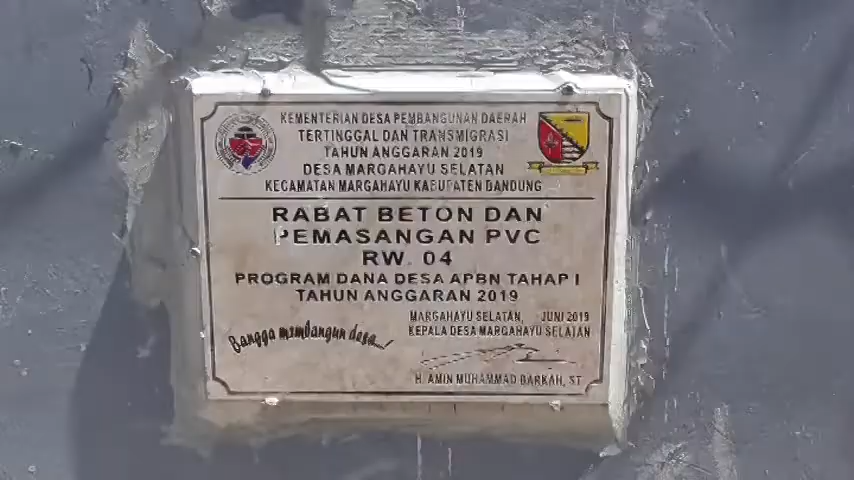 KEMENTERIAN DESA PEMBANGUNAN DAERAH
TERTINGGAL DAN TRANSMIGRASI
TAHUN ANGGARAN 2019
DESA MARGAHAYU SELATAN
KECAMATAN MARGAHAYU KABUPATEN BANDUNG
RABAT BETON DAN
PEMASANGAN PVC
RW. 04
PROGRAM DANA DESA APBN TAHAP I
TAHUN ANGGARAN 2019
MARGAHAYU SELATAN, JUNI 2019
KEPALA DESA MARGAHAYU SELATAN
Bangga membangun desa...!
H. AMIN MUHAMMAD BARKAH, ST